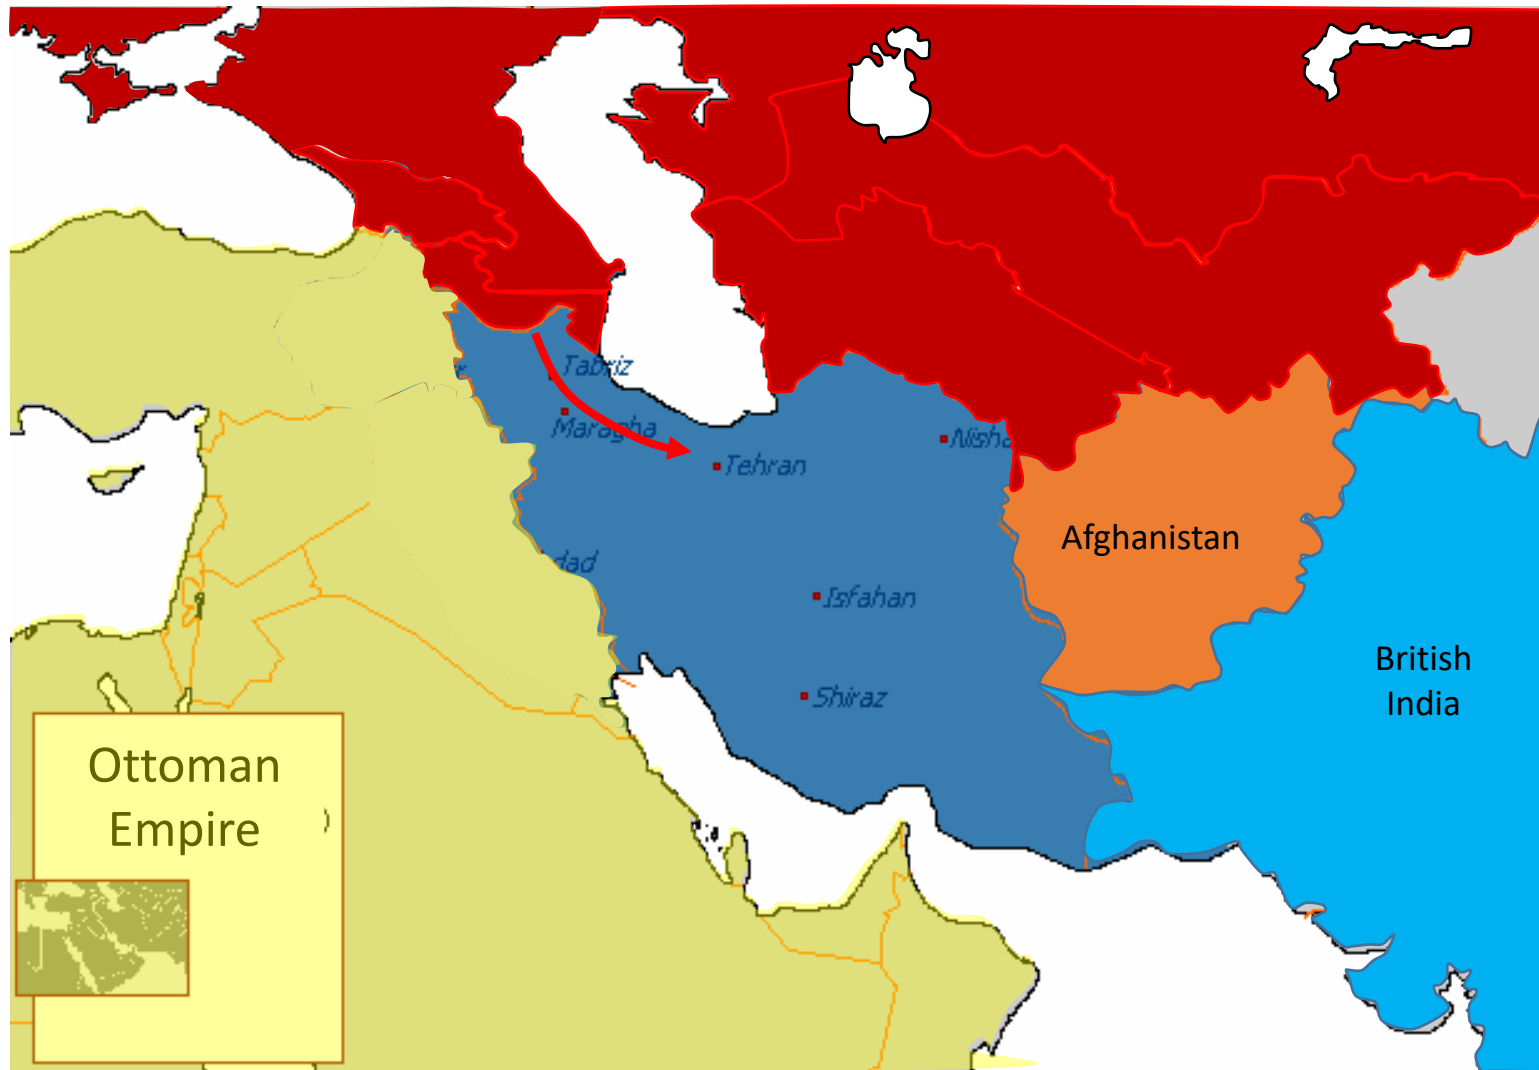 Tabriz
Maragha
Nisha
Tehran
Afghanistan
dad
Isfahan
British
India
Shiraz
Ottoman
Empire